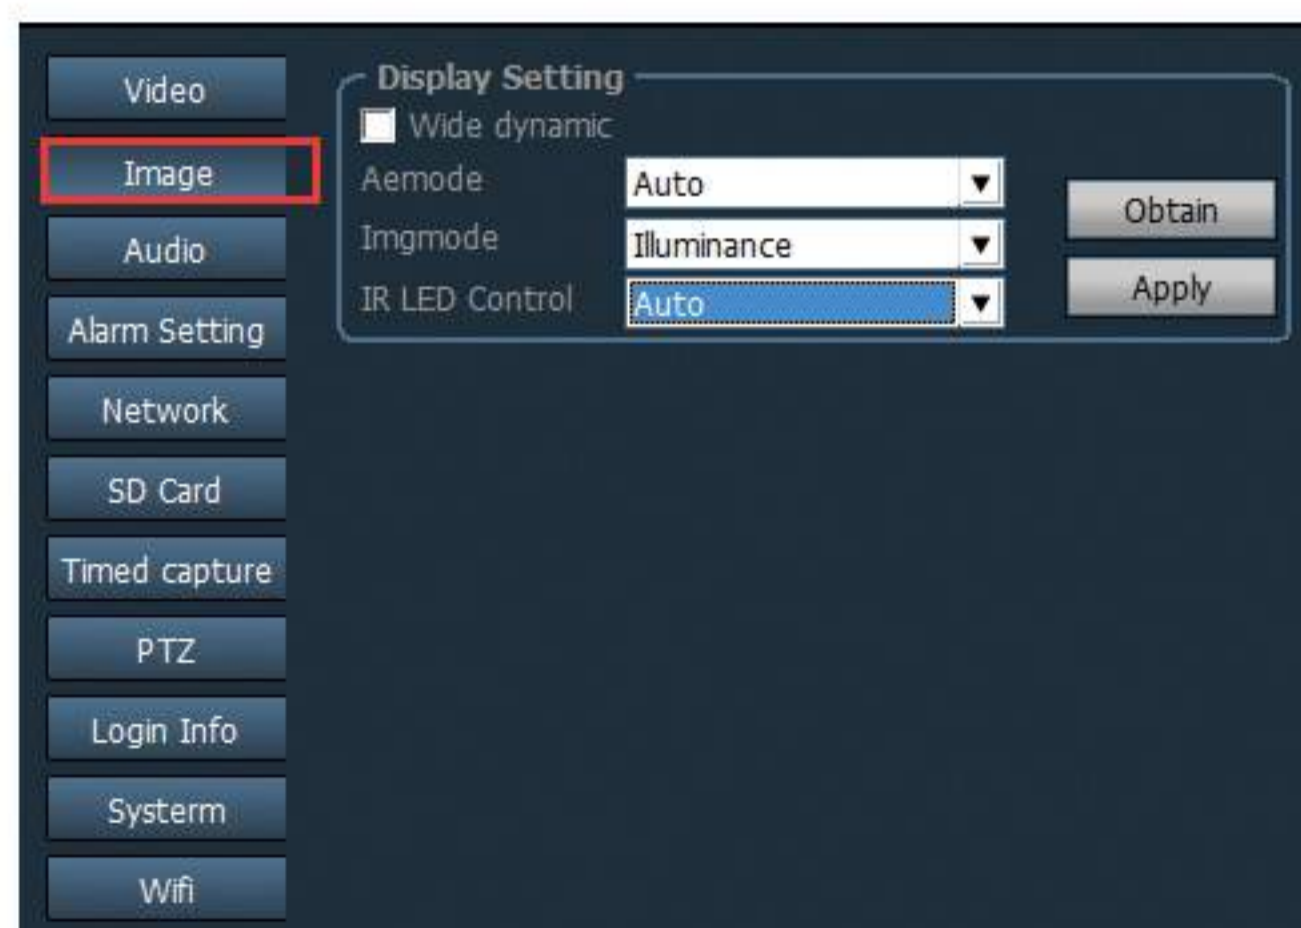 Video
Image
Audio
Alarm Setting
Network
SD Card
Timed capture
PTZ
Login Info
Systerm
Wifi
Display Setting
Wide dynamic
Aemode
Auto
Imgmode
Illuminance
IR LED Control
Auto
Obtain
Apply